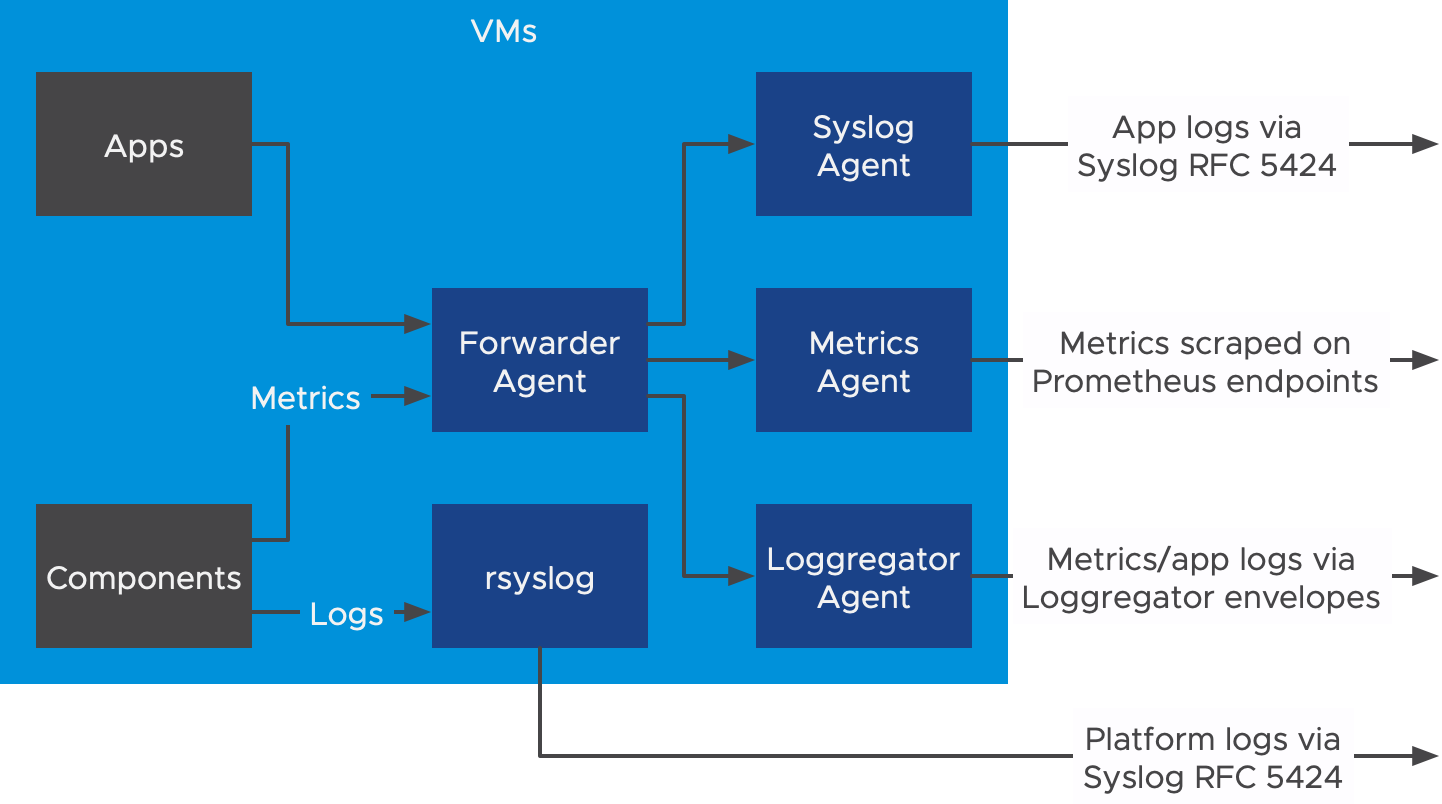 VMs
Apps
Syslog
Agent
App logs via
Syslog RFC 5424
Forwarder
Agent
Metrics
Agent
Metrics scraped on
Prometheus endpoints
Metrics
Components
Logs
rsyslog
Loggregator
Agent
Metrics/app logs via
Loggregator envelopes
Platform logs via
Syslog RFC 5424